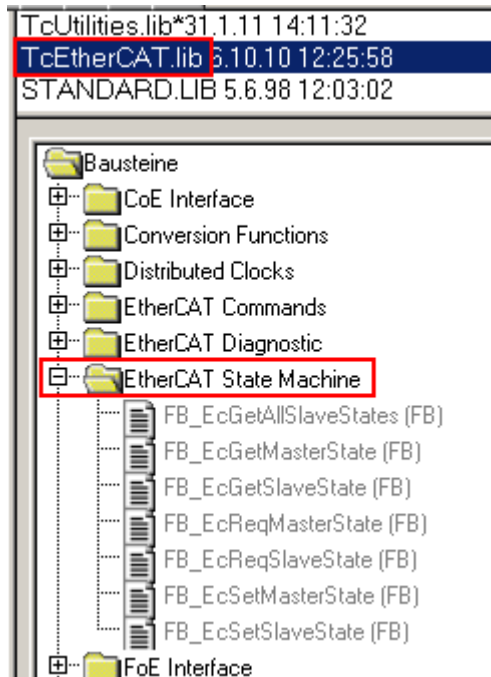 TcUtilities.lib*31.1.11 14:11:32
TcEtherCAT.lib 6.10.10 12:25:58
STANDARD.LIB 5.6.98 12:03:02
Bausteine
CoE Interface
Conversion Functions
Distributed Clocks
EtherCAT Commands
EtherCAT Diagnostic
EtherCAT State Machine
FB_EcGetAllSlaveStates (FB)
FB_EcGetMasterState (FB)
FB_EcGetSlaveState (FB)
FB_EcReqMasterState (FB)
FB_EcReqSlaveState (FB)
FB_EcSetMasterState (FB)
FB_EcSetSlaveState (FB)
FoE Interface